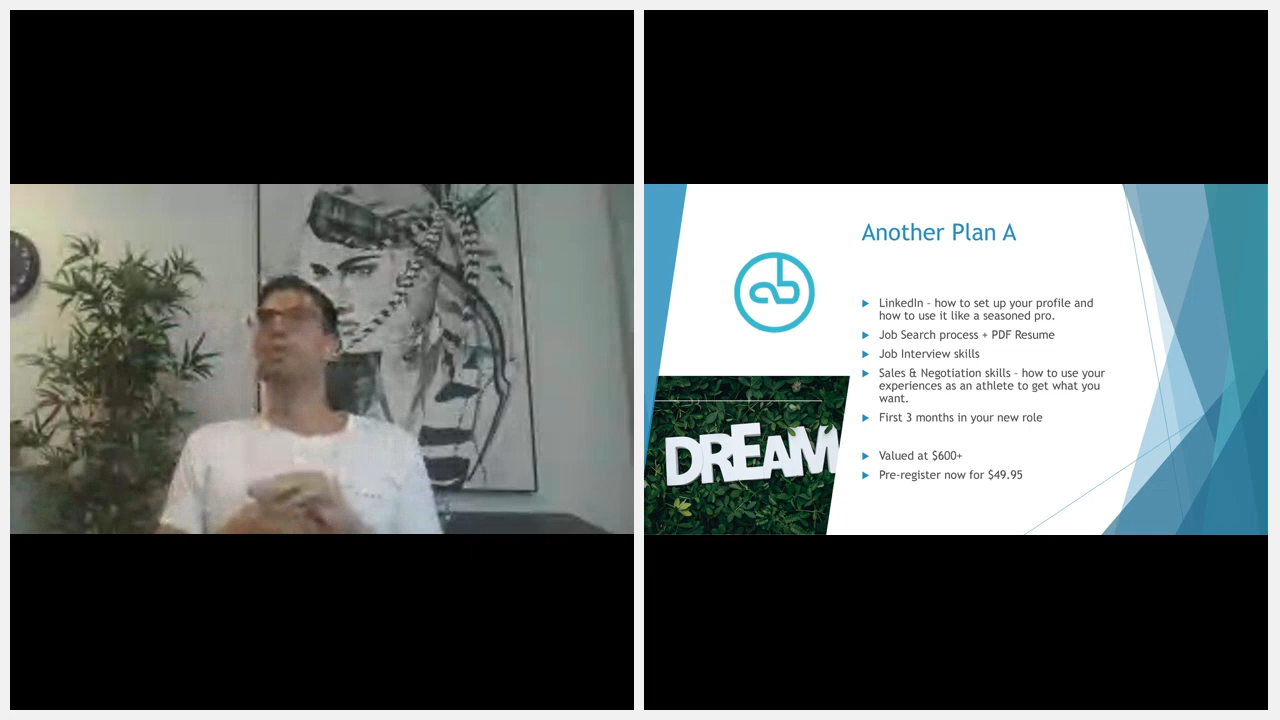 Another Plan A
ab
LinkedIn – how to set up your profile and
how to use it like a seasoned pro.
Job Search process + PDF Resume
Job Interview skills
Sales & Negotiation skills – how to use your
experiences as an athlete to get what you
want.
First 3 months in your new role
Valued at $600+
Pre-register now for $49.95
DREAM